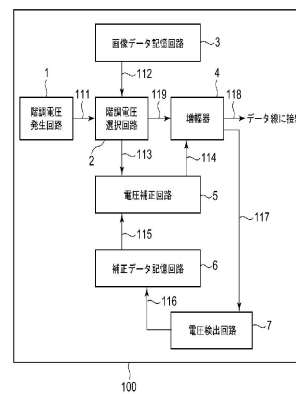 画像データ記憶回路
3
1
112
4
111
119
118
階調電圧
発生回路
階調電圧
選択回路
増幅器
データ線に接
2
113
114
電圧補正回路
5
117
115
補正データ記憶回路
6
116
電圧検出回路
7
100